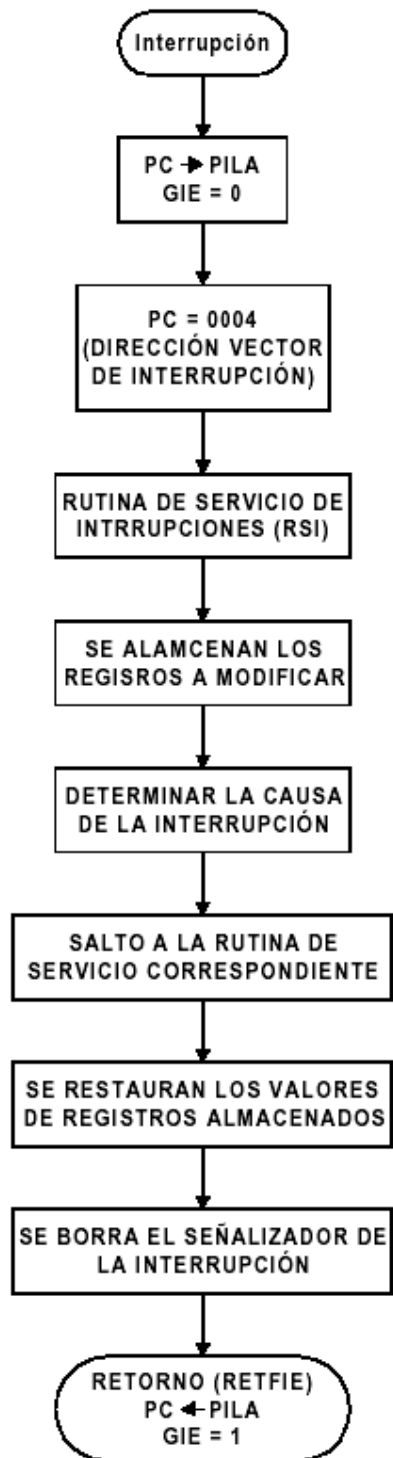 Interrupción
PC → PILA
GIE = 0
PC = 0004
(DIRECCIÓN VECTOR
DE INTERRUPCIÓN)
RUTINA DE SERVICIO DE
INTRRUPCIONES (RSI)
SE ALAMCENAN LOS
REGISROS A MODIFICAR
DETERMINAR LA CAUSA
DE LA INTERRUPCIÓN
SALTO A LA RUTINA DE
SERVICIO CORRESPONDIENTE
SE RESTAURAN LOS VALORES
DE REGISTROS ALMACENADOS
SE BORRA EL SEÑALIZADOR DE
LA INTERRUPCIÓN
RETORNO (RETFIE)
PC ← PILA
GIE = 1